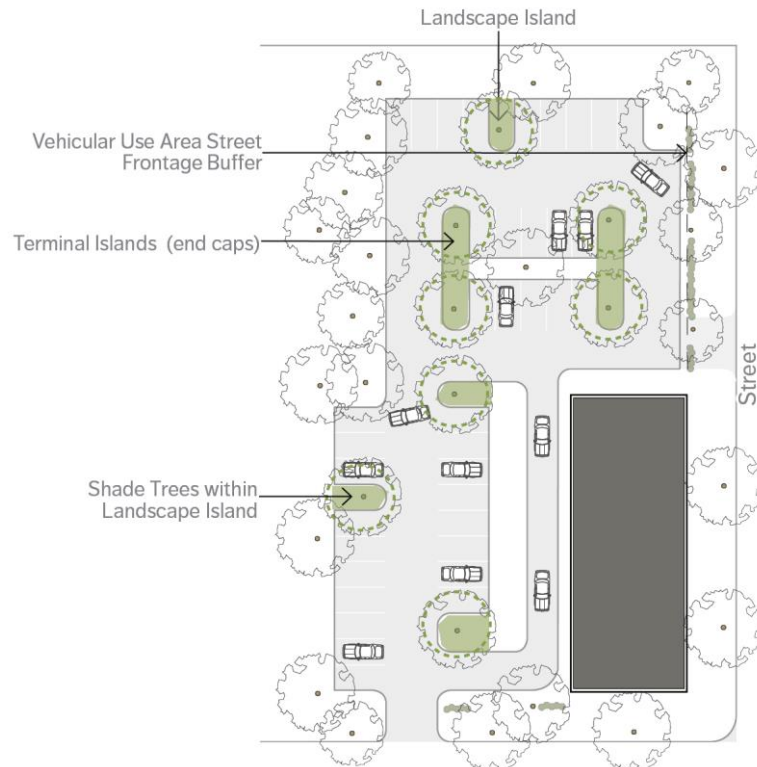 Landscape Island
Vehicular Use Area Street
Frontage Buffer
Terminal Islands (end caps)
Street
Shade Trees within
Landscape Island